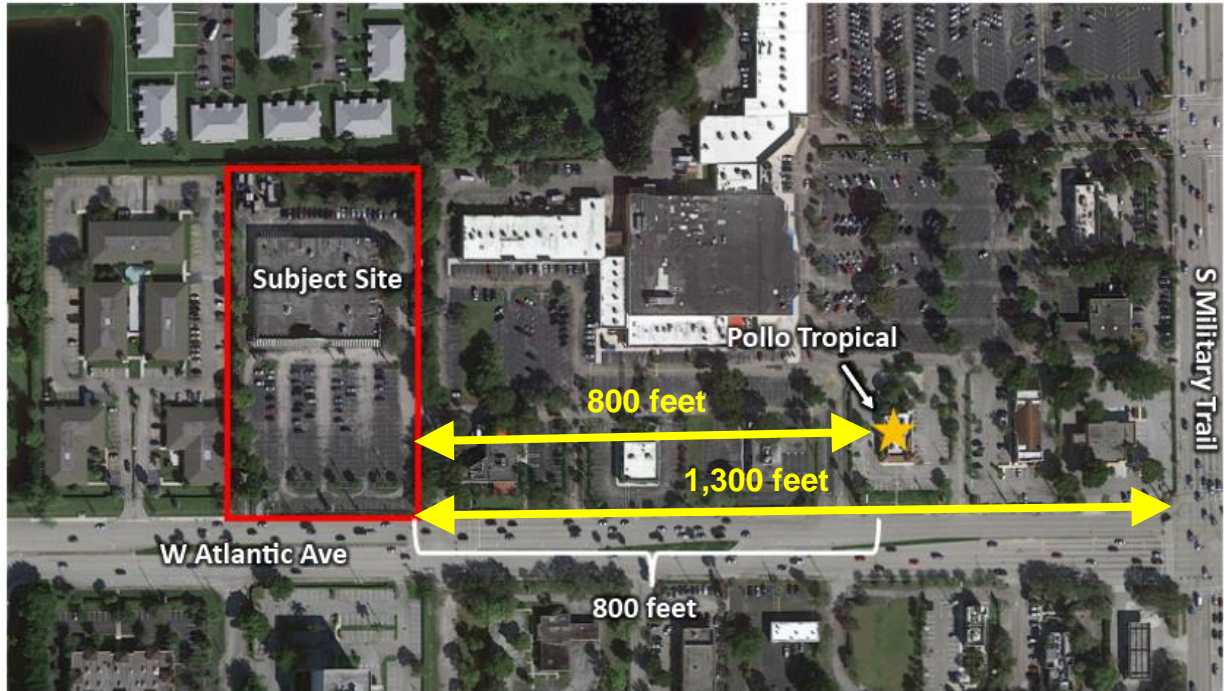 Subject Site
Pollo Tropical
S Military Trail
800 feet
1,300 feet
W Atlantic Ave
800 feet